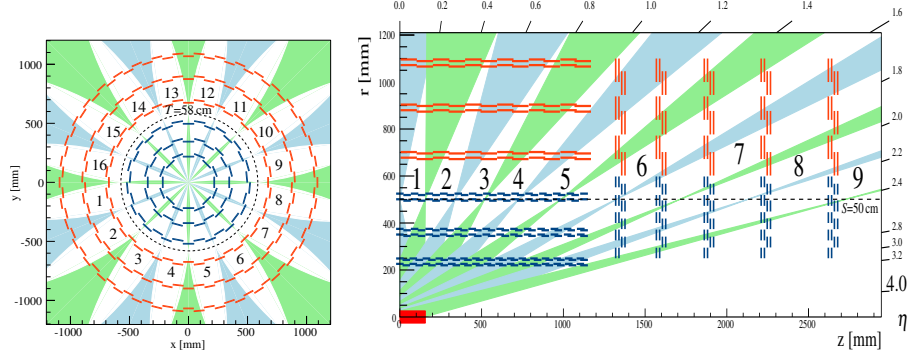 0.0 0.2 0.4 0.6 0.8 1.0 1.2 1.4 1.6
1000
500
0
-500
-1000
y [mm]
-1000 -500 0 500 1000
x [mm]
T=58 cm
13 12
14 11
15 10
16 9
1 8
2 7
3 6
4 5
r [mm]
1200
1000
800
600
400
200
0
0 500 1000 1500 2000 2500
z [mm]
1 2 3 4 5 6 7 8 9
S=50 cm
1.8
2.0
2.2
2.4
2.8
3.0
3.2
4.0
η